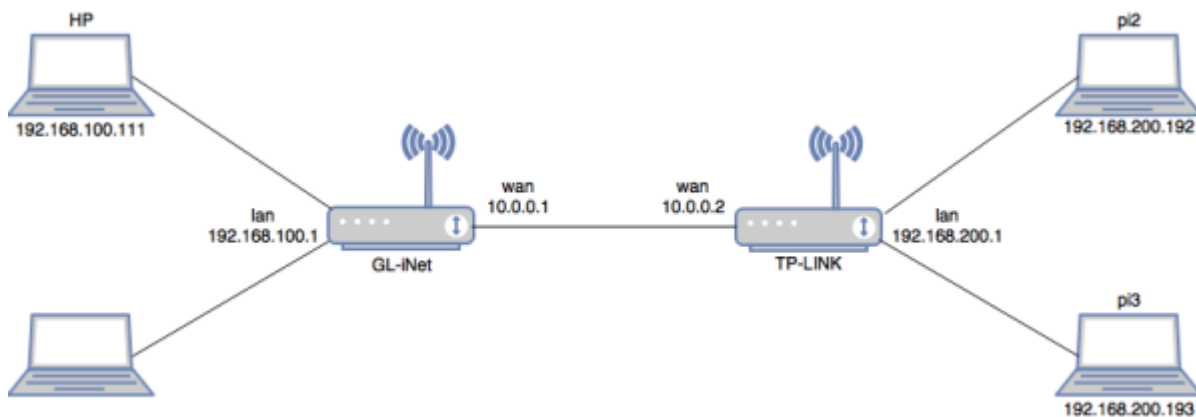 HP
192.168.100.111
pi2
192.168.200.192
wan
10.0.0.1
wan
10.0.0.2
lan
192.168.100.1
lan
192.168.200.1
GL-iNet
TP-LINK
pi3
192.168.200.193